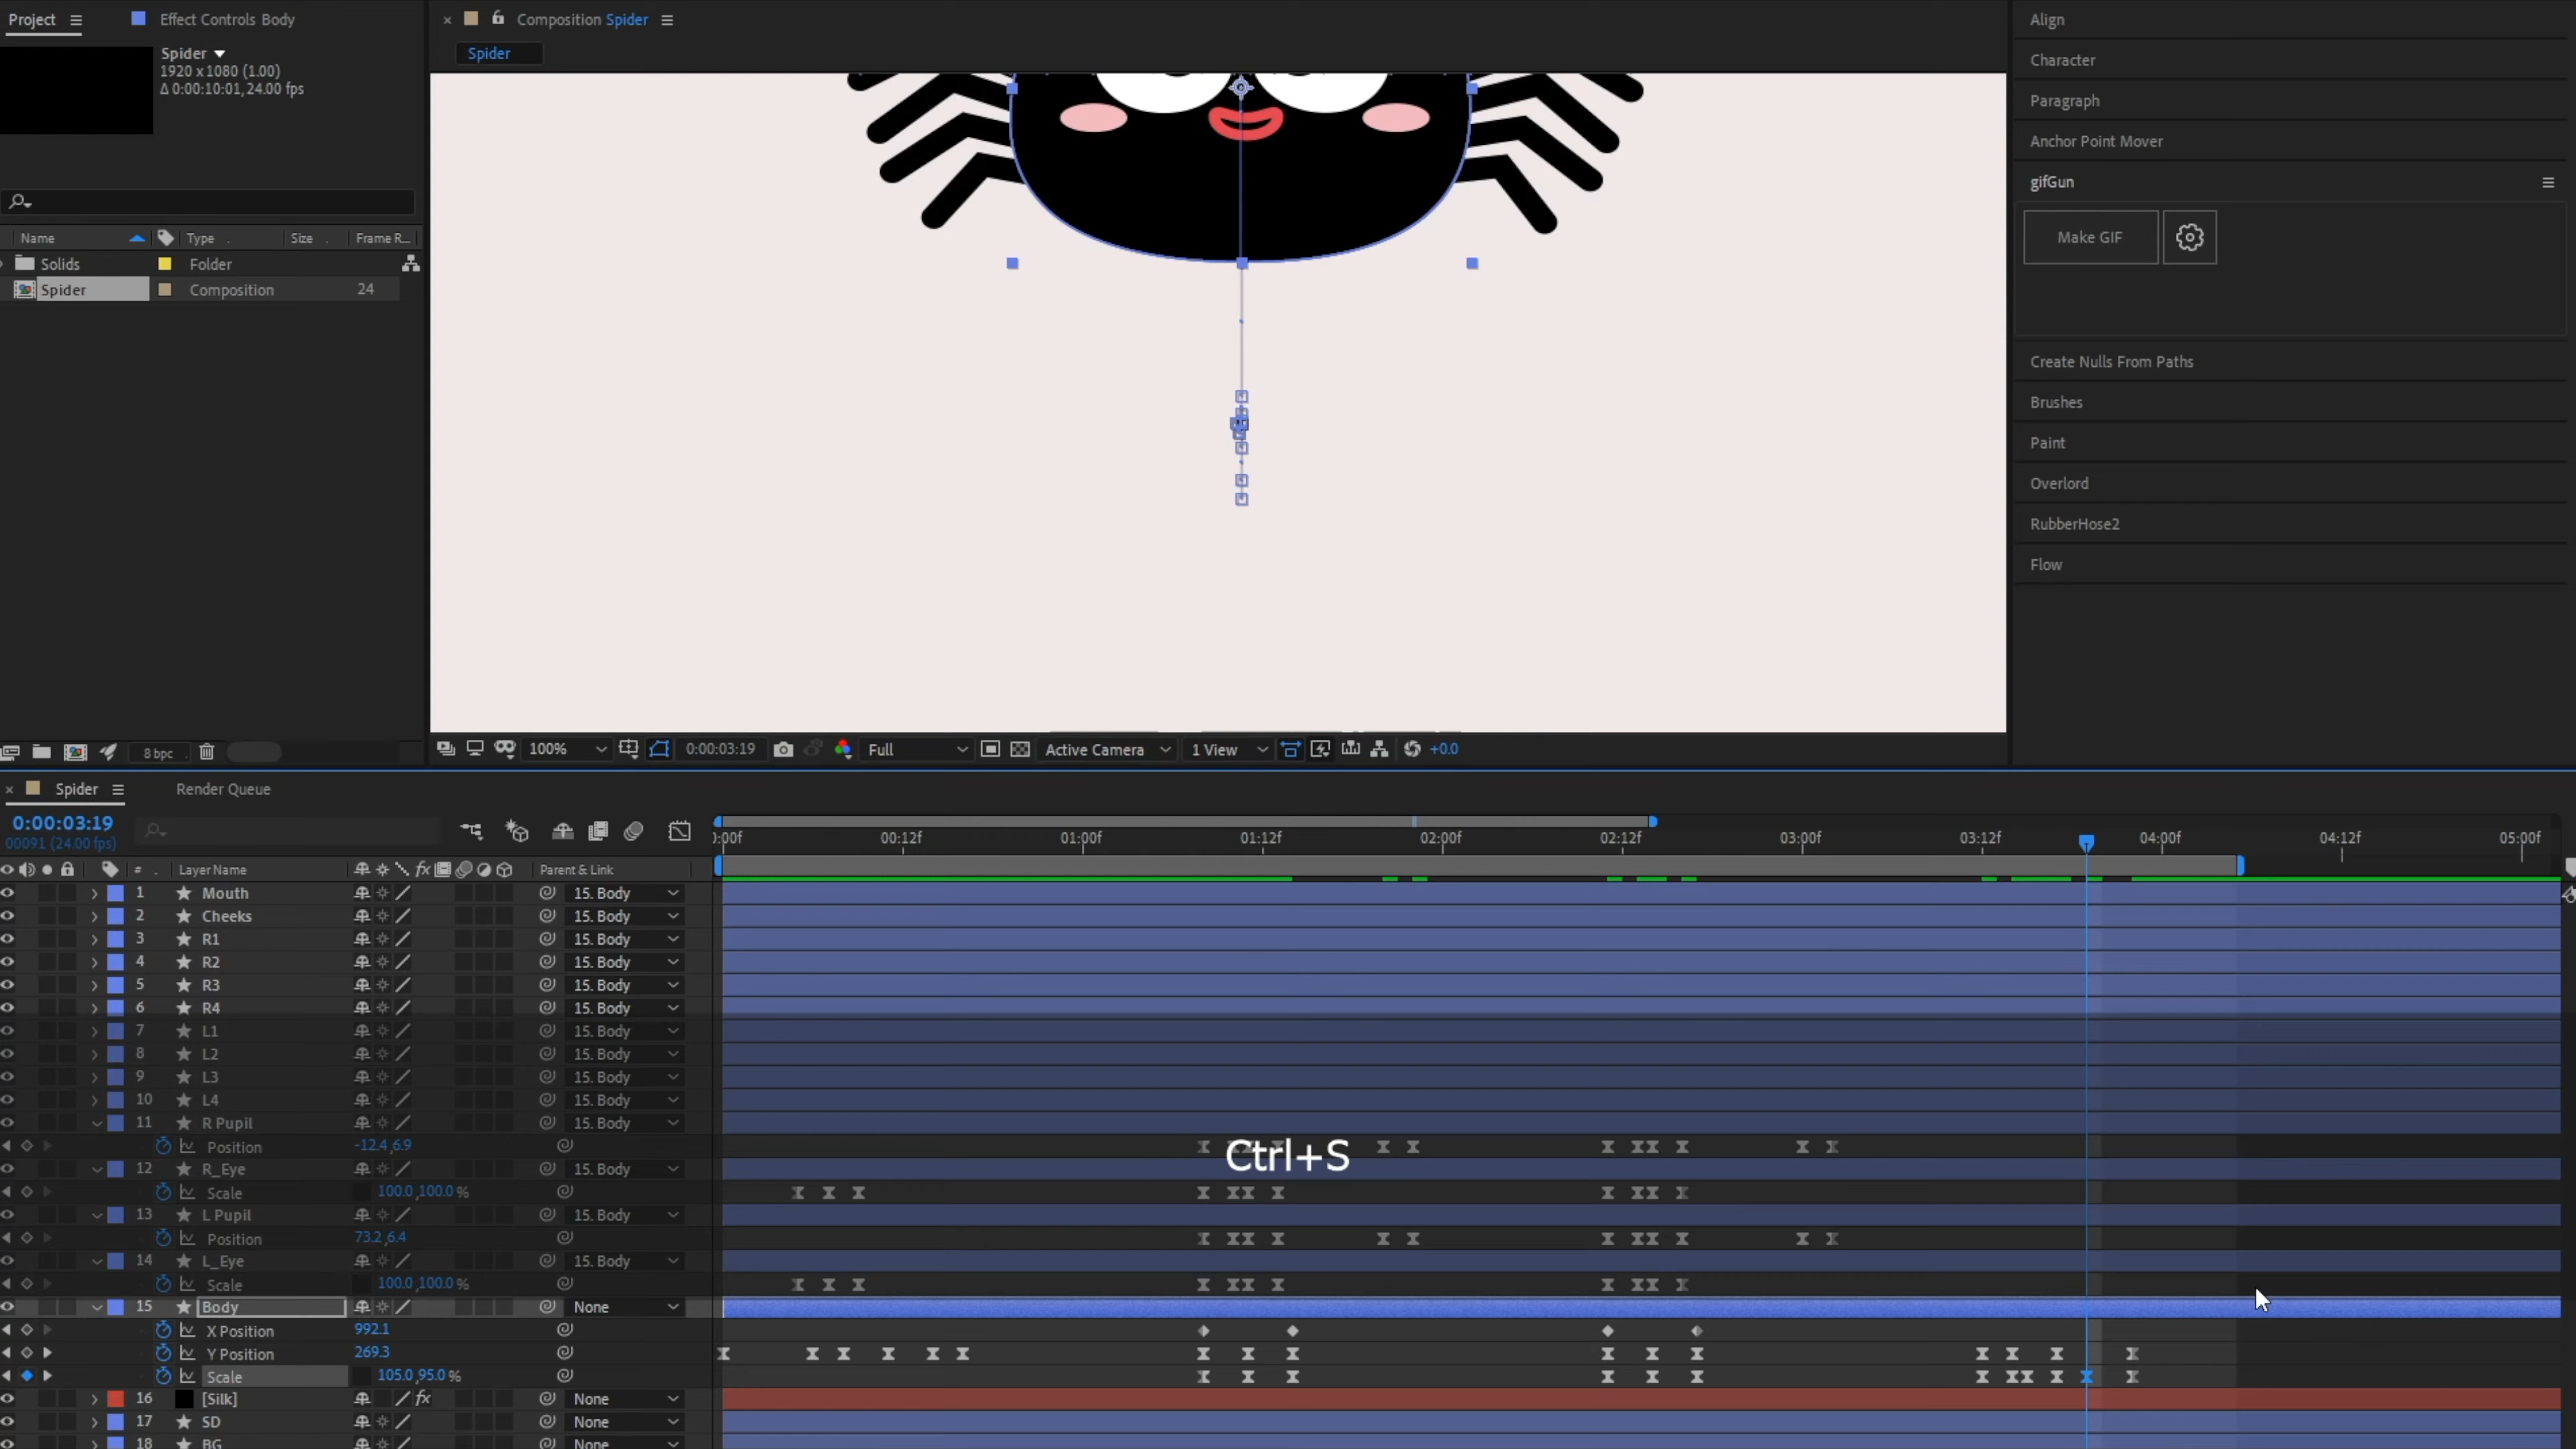 Project
Effect Controls Body
Composition Spider
Spider
Spider
1920 x 1080 (1.00)
Δ 0:00:10:01, 24.00 fps
Name
Type
Size
Frame R...
Solids
Folder
Spider
Composition
24
8 bpc
100%
0:00:03:19
Full
Active Camera
1 View
+0.0
Align
Character
Paragraph
Anchor Point Mover
gifGun
Make GIF
Create Nulls From Paths
Brushes
Paint
Overlord
RubberHose2
Flow
Spider
Render Queue
0:00:03:19
00091 (24.00 fps)
:00f 00:12f 01:00f 01:12f 02:00f 02:12f 03:00f 03:12f 04:00f 04:12f 05:00f
# Layer Name fx Parent & Link
1 Mouth 15. Body
2 Cheeks 15. Body
3 R1 15. Body
4 R2 15. Body
5 R3 15. Body
6 R4 15. Body
7 L1 15. Body
8 L2 15. Body
9 L3 15. Body
10 L4 15. Body
11 R Pupil 15. Body
Position -12.4,6.9
Ctrl+S
12 R_Eye 15. Body
Scale 100.0,100.0%
13 L Pupil 15. Body
Position 73.2,6.4
14 L_Eye 15. Body
Scale 100.0,100.0%
15 Body None
X Position 992.1
Y Position 269.3
Scale 105.0,95.0%
16 [Silk] fx None
17 SD None
18 BG None